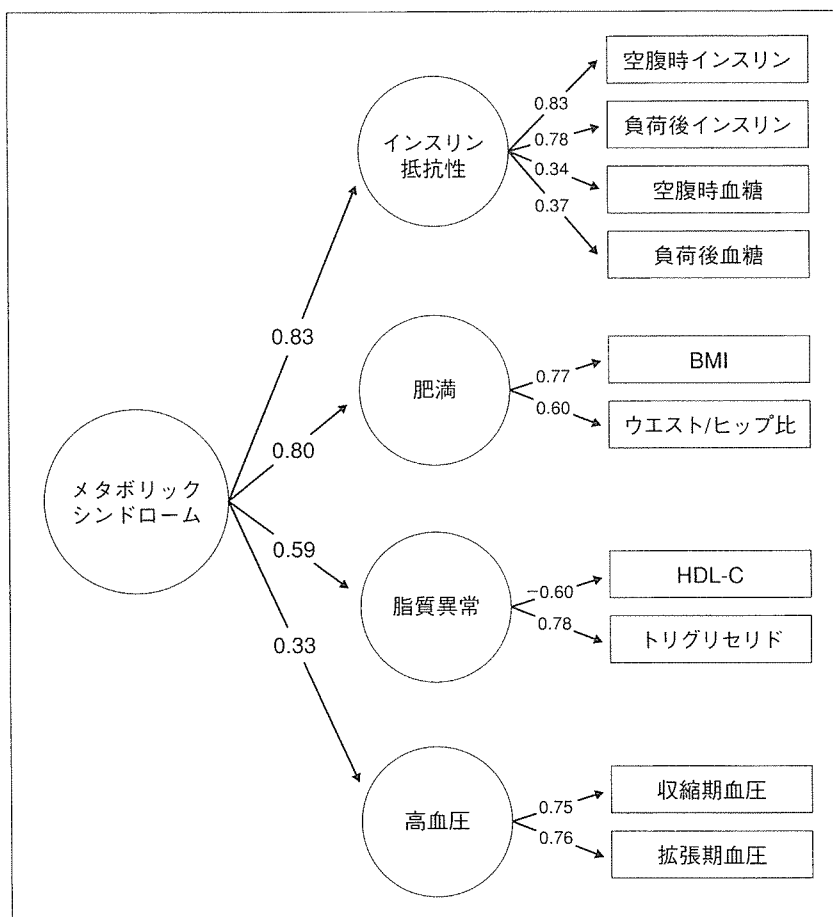 メタボリック
シンドローム
0.83
0.80
0.59
0.33
インスリン
抵抗性
0.83
0.78
0.34
0.37
空腹時インスリン
負荷後インスリン
空腹時血糖
負荷後血糖
肥満
0.77
0.60
BMI
ウエスト/ヒップ比
脂質異常
−0.60
0.78
HDL-C
トリグリセリド
高血圧
0.75
0.76
収縮期血圧
拡張期血圧